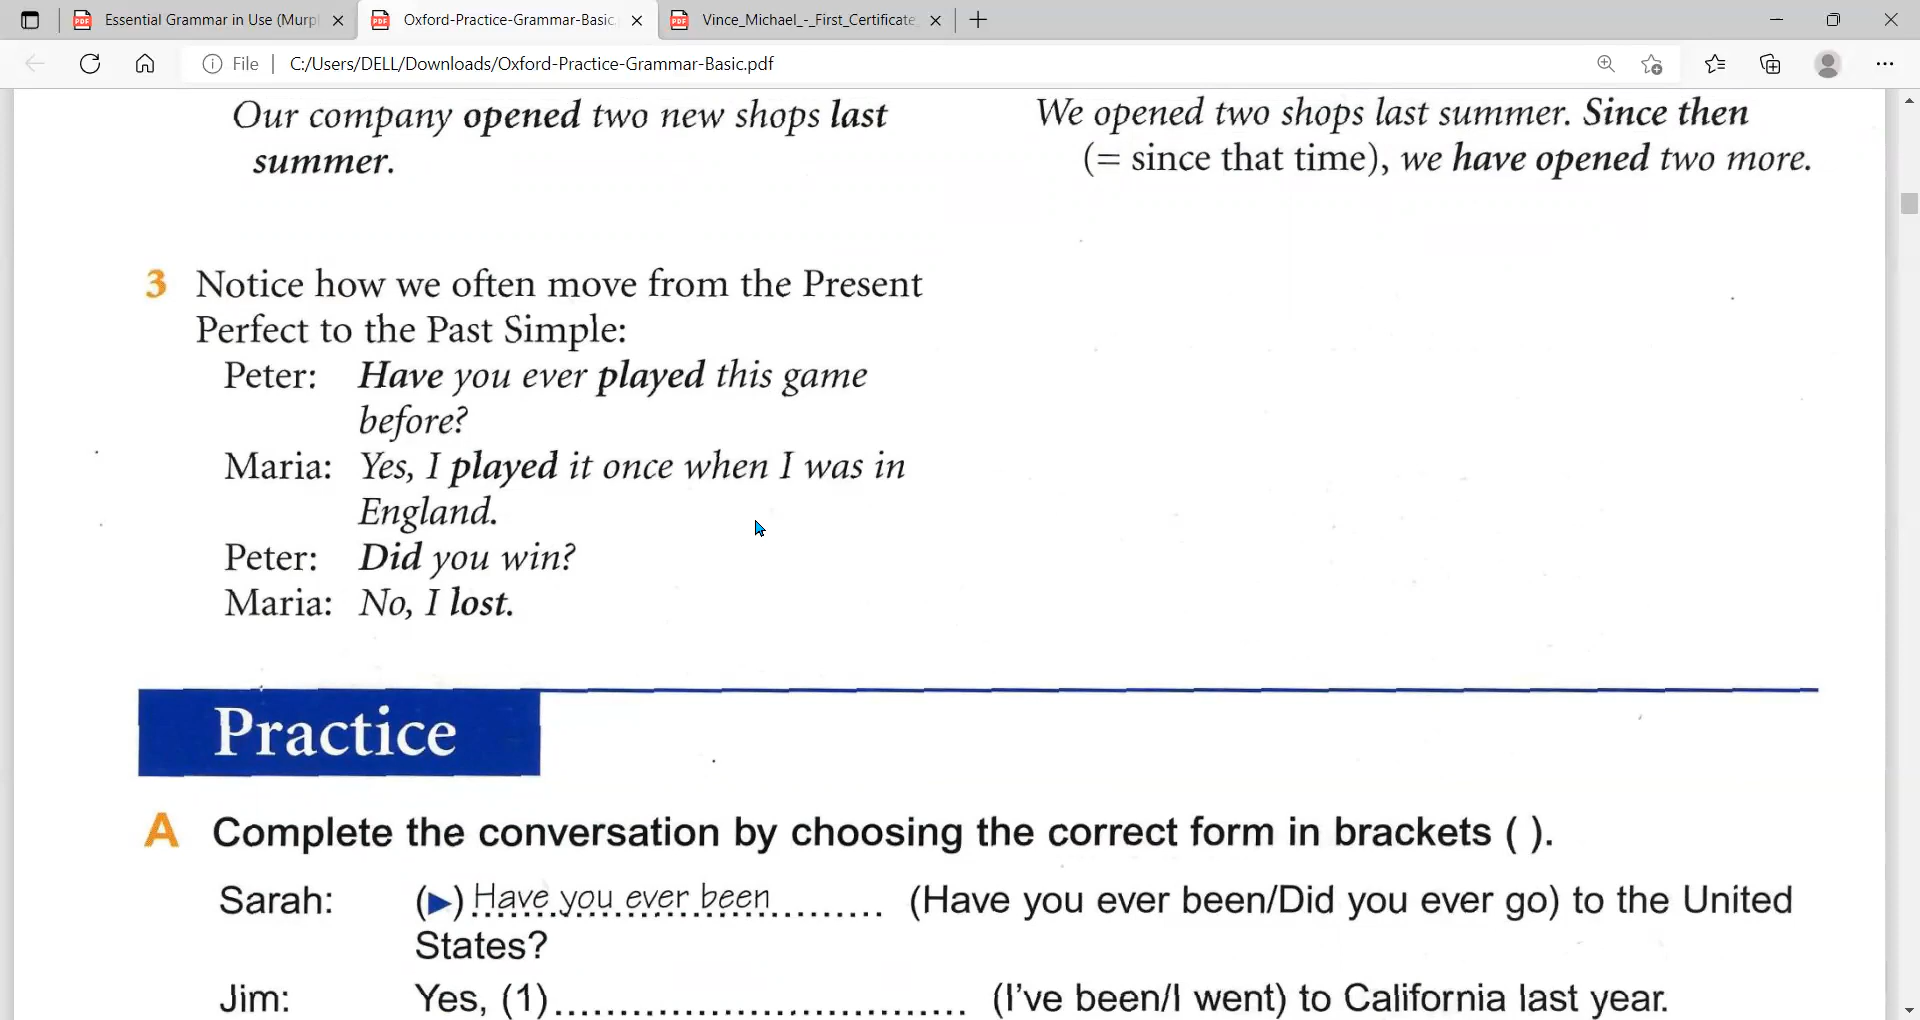 Essential Grammar in Use (Murp
Oxford-Practice-Grammar-Basic.
Vince_Michael_-_First_Certificate_
File
C:/Users/DELL/Downloads/Oxford-Practice-Grammar-Basic.pdf
Our company opened two new shops last
summer.
We opened two shops last summer. Since then
(= since that time), we have opened two more.
3 Notice how we often move from the Present
Perfect to the Past Simple:
Peter: Have you ever played this game
before?
Maria: Yes, I played it once when I was in
England.
Peter: Did you win?
Maria: No, I lost.
Practice
A Complete the conversation by choosing the correct form in brackets ( ).
Sarah: (►) Have you ever been.......... (Have you ever been/Did you ever go) to the United
States?
Jim: Yes, (1).................................. (I've been/I went) to California last year.